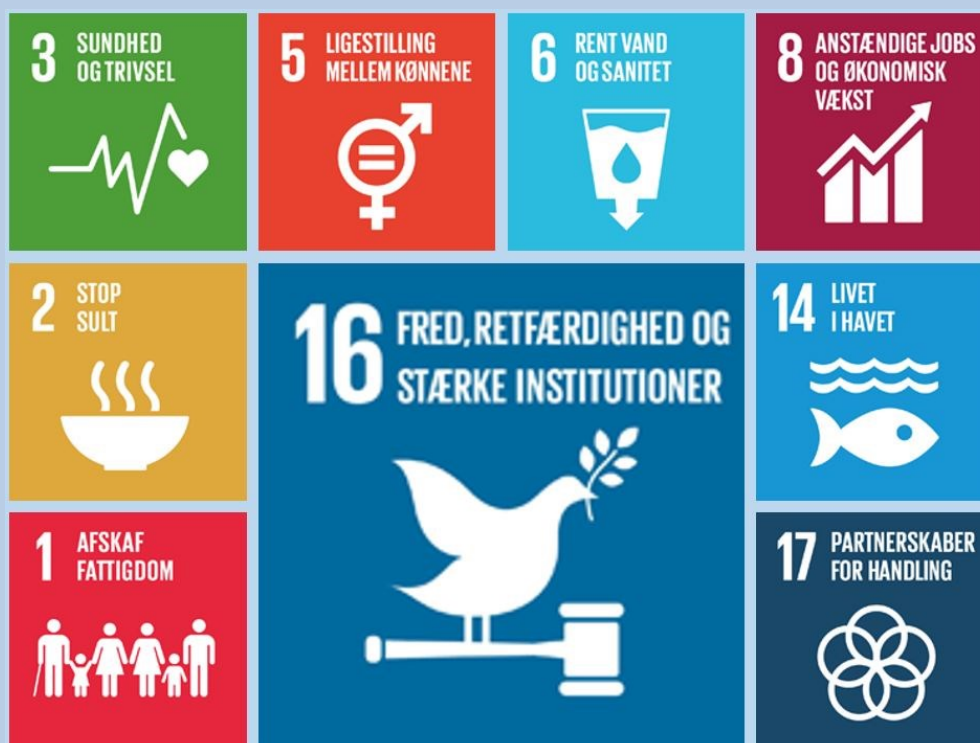 3 SUNDHED
OG TRIVSEL
5 LIGESTILLING
MELLEM KØNNENE
6 RENT VAND
OG SANITET
8 ANSTÆNDIGE JOBS
OG ØKONOMISK
VÆKST
2 STOP
SULT
16 FRED, RETFÆRDIGHED OG
STÆRKE INSTITUTIONER
14 LIVET
I HAVET
1 AFSKAF
FATTIGDOM
17 PARTNERSKABER
FOR HANDLING